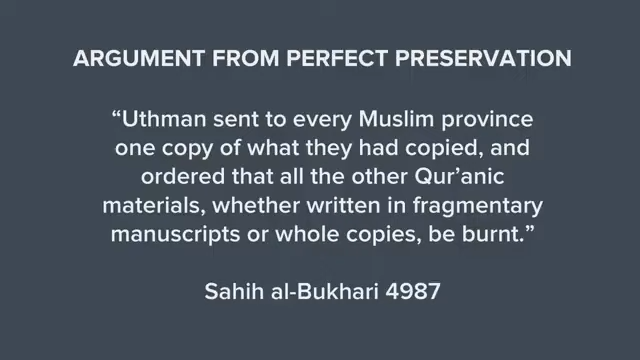 ARGUMENT FROM PERFECT PRESERVATION
“Uthman sent to every Muslim province
one copy of what they had copied, and
ordered that all the other Qur’anic
materials, whether written in fragmentary
manuscripts or whole copies, be burnt.”
Sahih al-Bukhari 4987